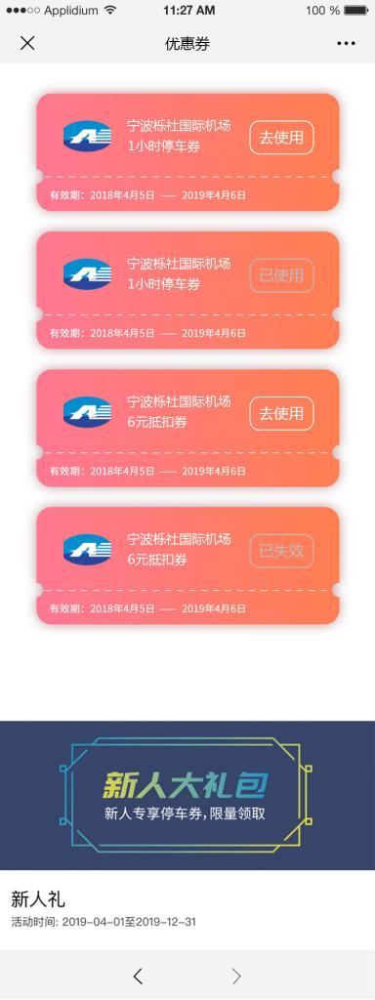 Applidium 11:27 AM 100 %
优惠券
宁波栎社国际机场
1小时停车券
去使用
有效期：2018年4月5日 —— 2019年4月6日
宁波栎社国际机场
1小时停车券
已使用
有效期：2018年4月5日 —— 2019年4月6日
宁波栎社国际机场
6元抵扣券
去使用
有效期：2018年4月5日 —— 2019年4月6日
宁波栎社国际机场
6元抵扣券
已失效
有效期：2018年4月5日 —— 2019年4月6日
新人大礼包
新人专享停车券，限量领取
新人礼
活动时间: 2019-04-01至2019-12-31